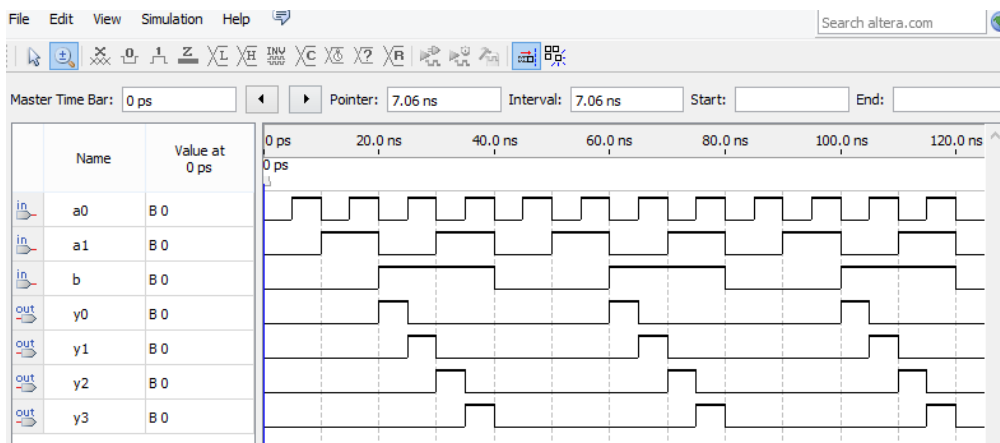 File Edit View Simulation Help
Search altera.com
Master Time Bar: 0 ps Pointer: 7.06 ns Interval: 7.06 ns Start: End:
Name Value at 0 ps 0 ps 20.0 ns 40.0 ns 60.0 ns 80.0 ns 100.0 ns 120.0 ns
0 ps
in a0 B 0
in a1 B 0
in b B 0
out y0 B 0
out y1 B 0
out y2 B 0
out y3 B 0